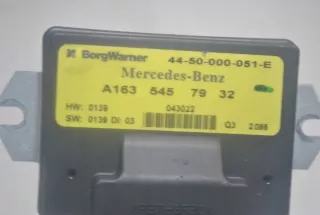 BorgWarner 44-50-000-051-E
Mercedes-Benz
A163 545 79 32
HW: 0139 043022
SW: 0139 DI: 03 Q3